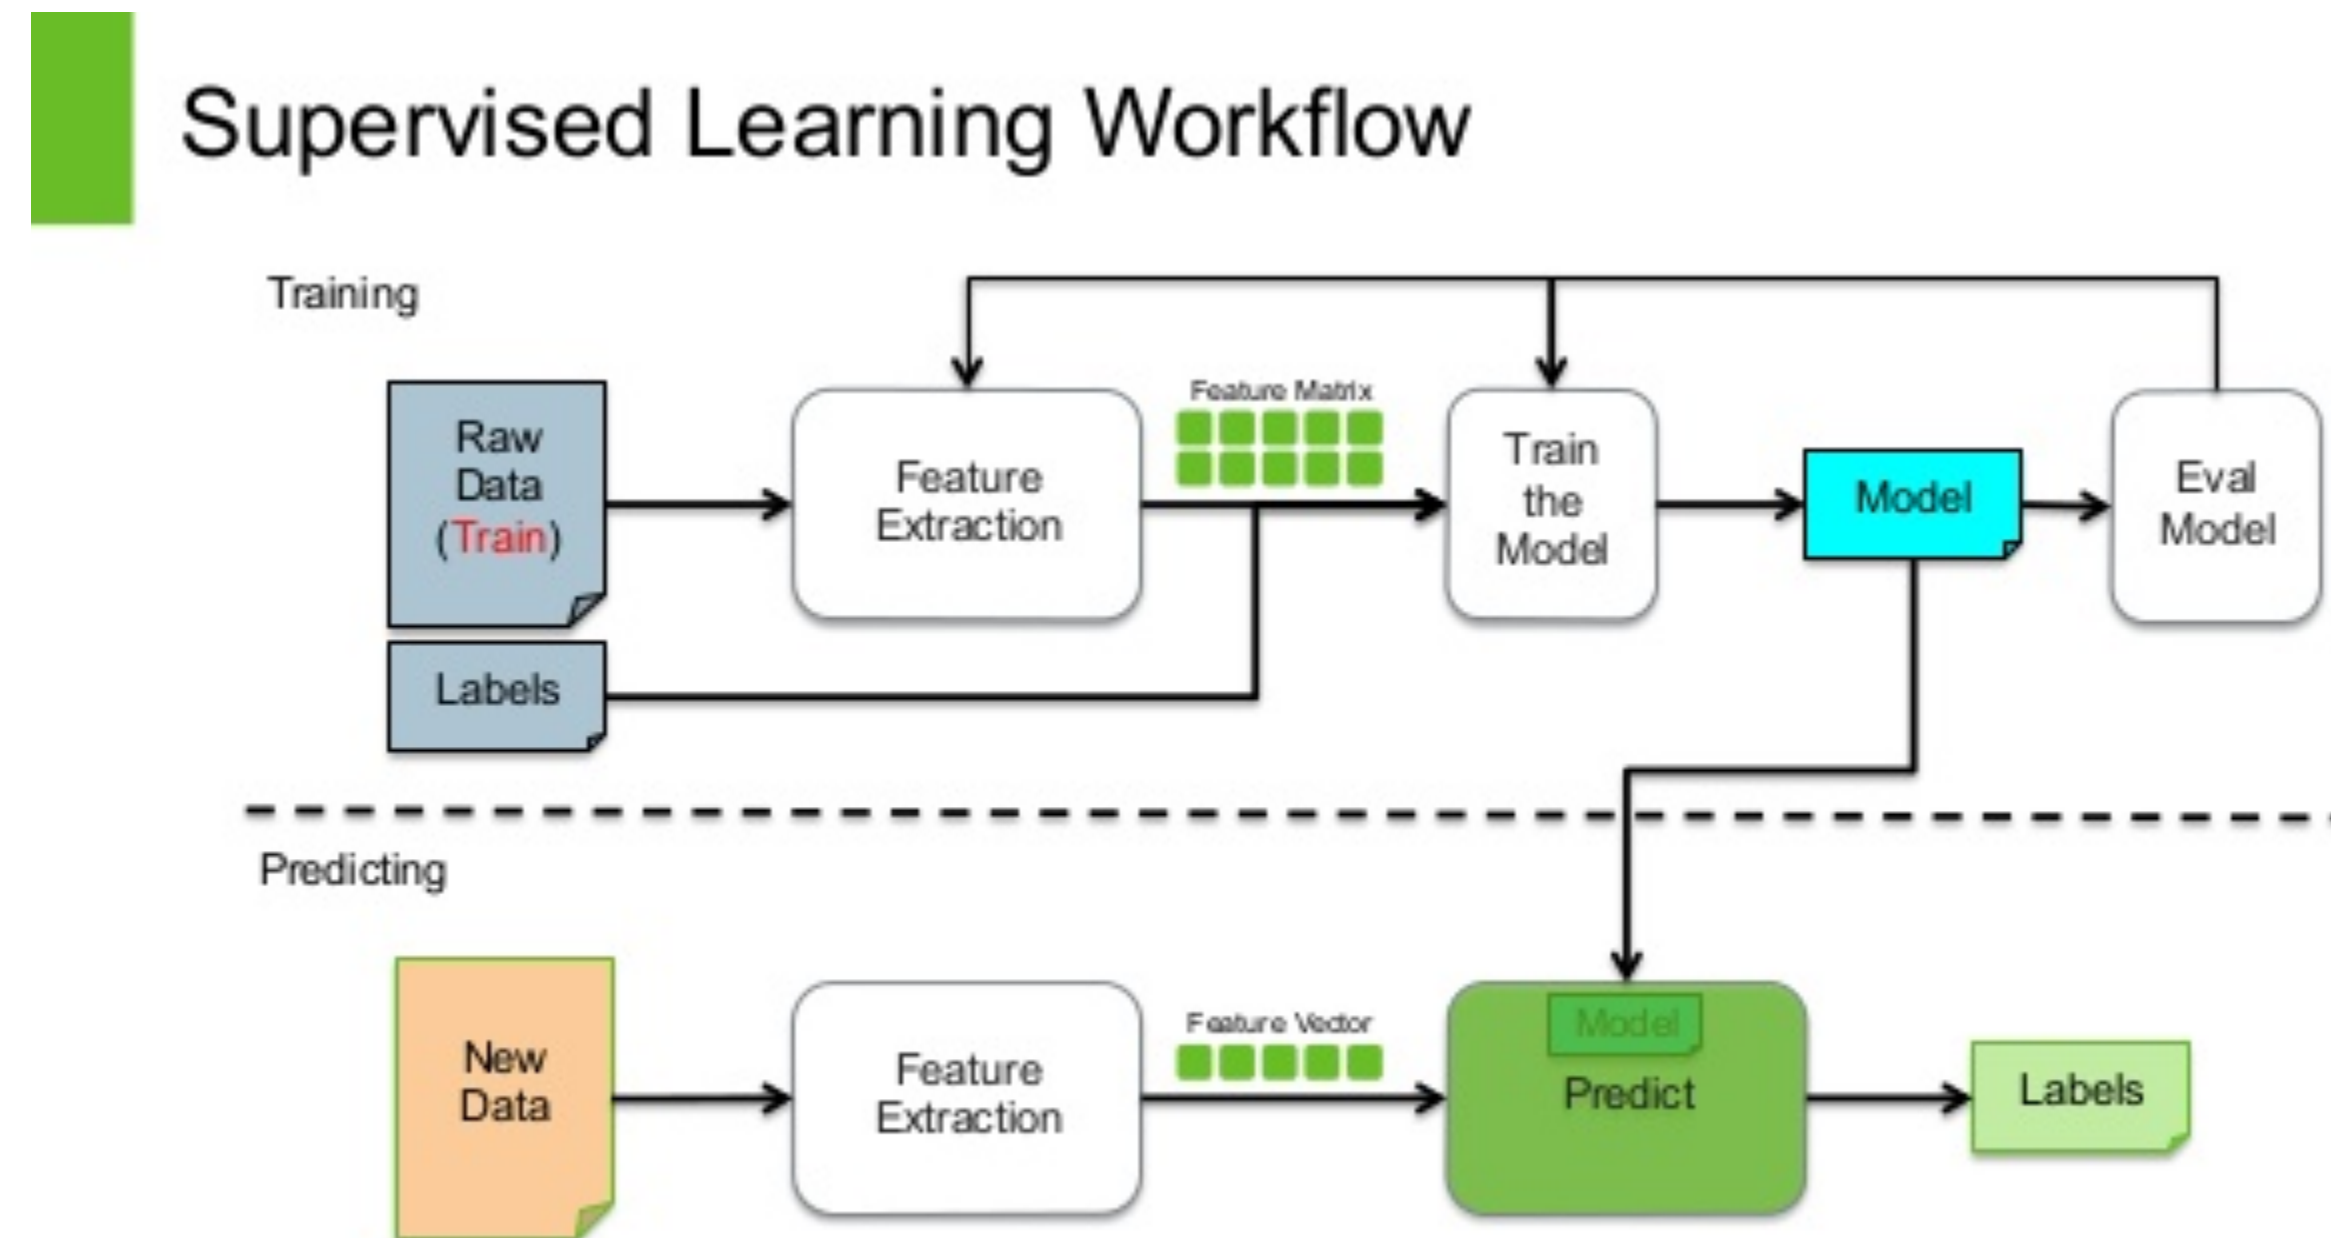 Supervised Learning Workflow
Training
Raw
Data
(Train)
Labels
Feature
Extraction
Feature Matrix
Train
the
Model
Model
Eval
Model
Predicting
New
Data
Feature
Extraction
Feature Vector
Model
Predict
Labels